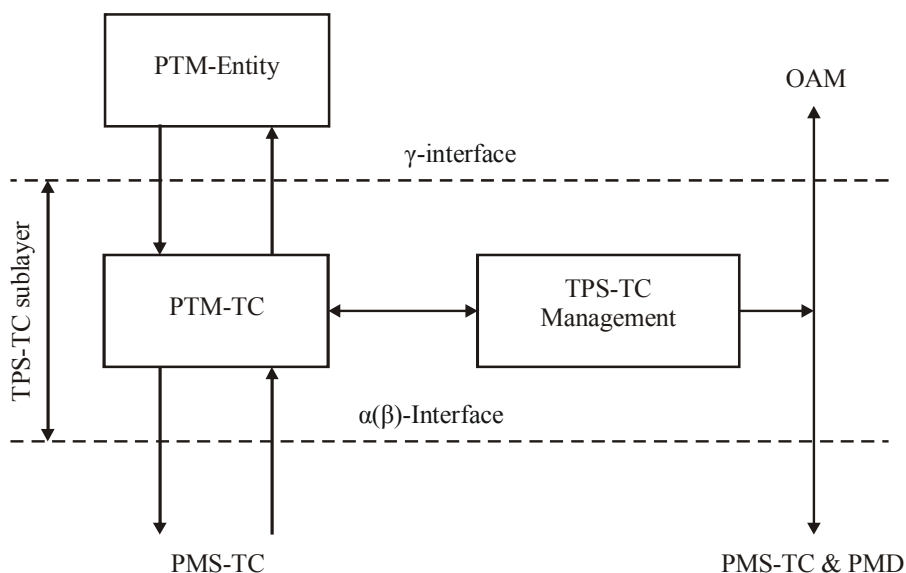 PTM-Entity
OAM
γ-interface
TPS-TC sublayer
PTM-TC
TPS-TC
Management
α(β)-Interface
PMS-TC
PMS-TC & PMD